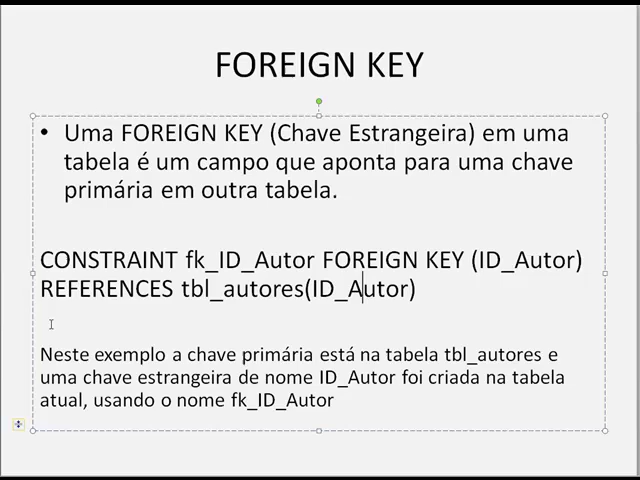 FOREIGN KEY
• Uma FOREIGN KEY (Chave Estrangeira) em uma
tabela é um campo que aponta para uma chave
primária em outra tabela.
CONSTRAINT fk_ID_Autor FOREIGN KEY (ID_Autor)
REFERENCES tbl_autores(ID_Autor)
Neste exemplo a chave primária está na tabela tbl_autores e
uma chave estrangeira de nome ID_Autor foi criada na tabela
atual, usando o nome fk_ID_Autor